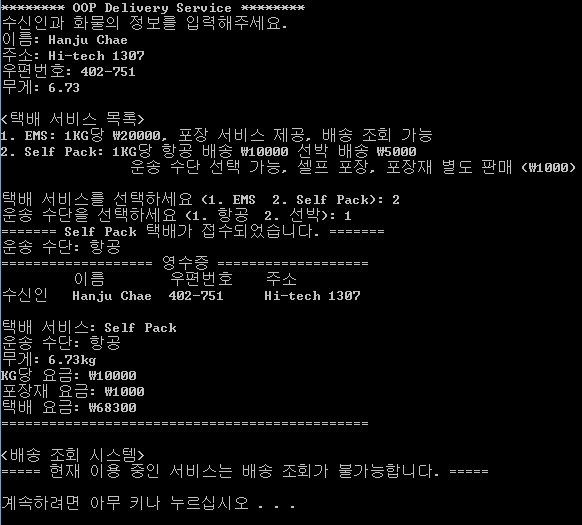 ******** OOP Delivery Service ********
수신인과 화물의 정보를 입력해주세요.
이름: Hanju Chae
주소: Hi-tech 1307
우편번호: 402-751
무게: 6.73
<택배 서비스 목록>
1. EMS: 1KG당 ₩20000, 포장 서비스 제공, 배송 조회 가능
2. Self Pack: 1KG당 항공 배송 ₩10000 선박 배송 ₩5000
운송 수단 선택 가능, 셀프 포장, 포장재 별도 판매 (₩1000)
택배 서비스를 선택하세요 (1. EMS  2. Self Pack): 2
운송 수단을 선택하세요 (1. 항공  2. 선박): 1
======= Self Pack 택배가 접수되었습니다. =======
운송 수단: 항공
=================== 영수증 ===================
이름 우편번호 주소
수신인 Hanju Chae 402-751 Hi-tech 1307
택배 서비스: Self Pack
운송 수단: 항공
무게: 6.73kg
KG당 요금: ₩10000
포장재 요금: ₩1000
택배 요금: ₩68300
==============================================
<배송 조회 시스템>
===== 현재 이용 중인 서비스는 배송 조회가 불가능합니다. =====
계속하려면 아무 키나 누르십시오 . . .